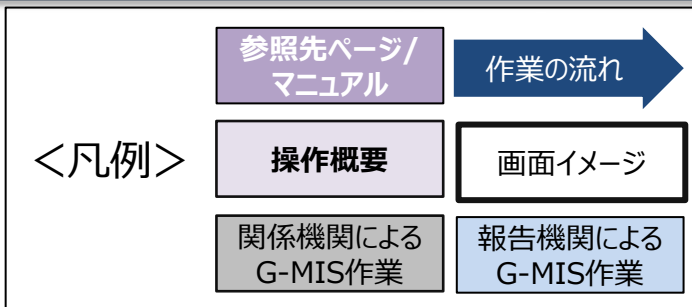 <凡例>
参照先ページ/
マニュアル
作業の流れ
操作概要
画面イメージ
関係機関による
G-MIS作業
報告機関による
G-MIS作業